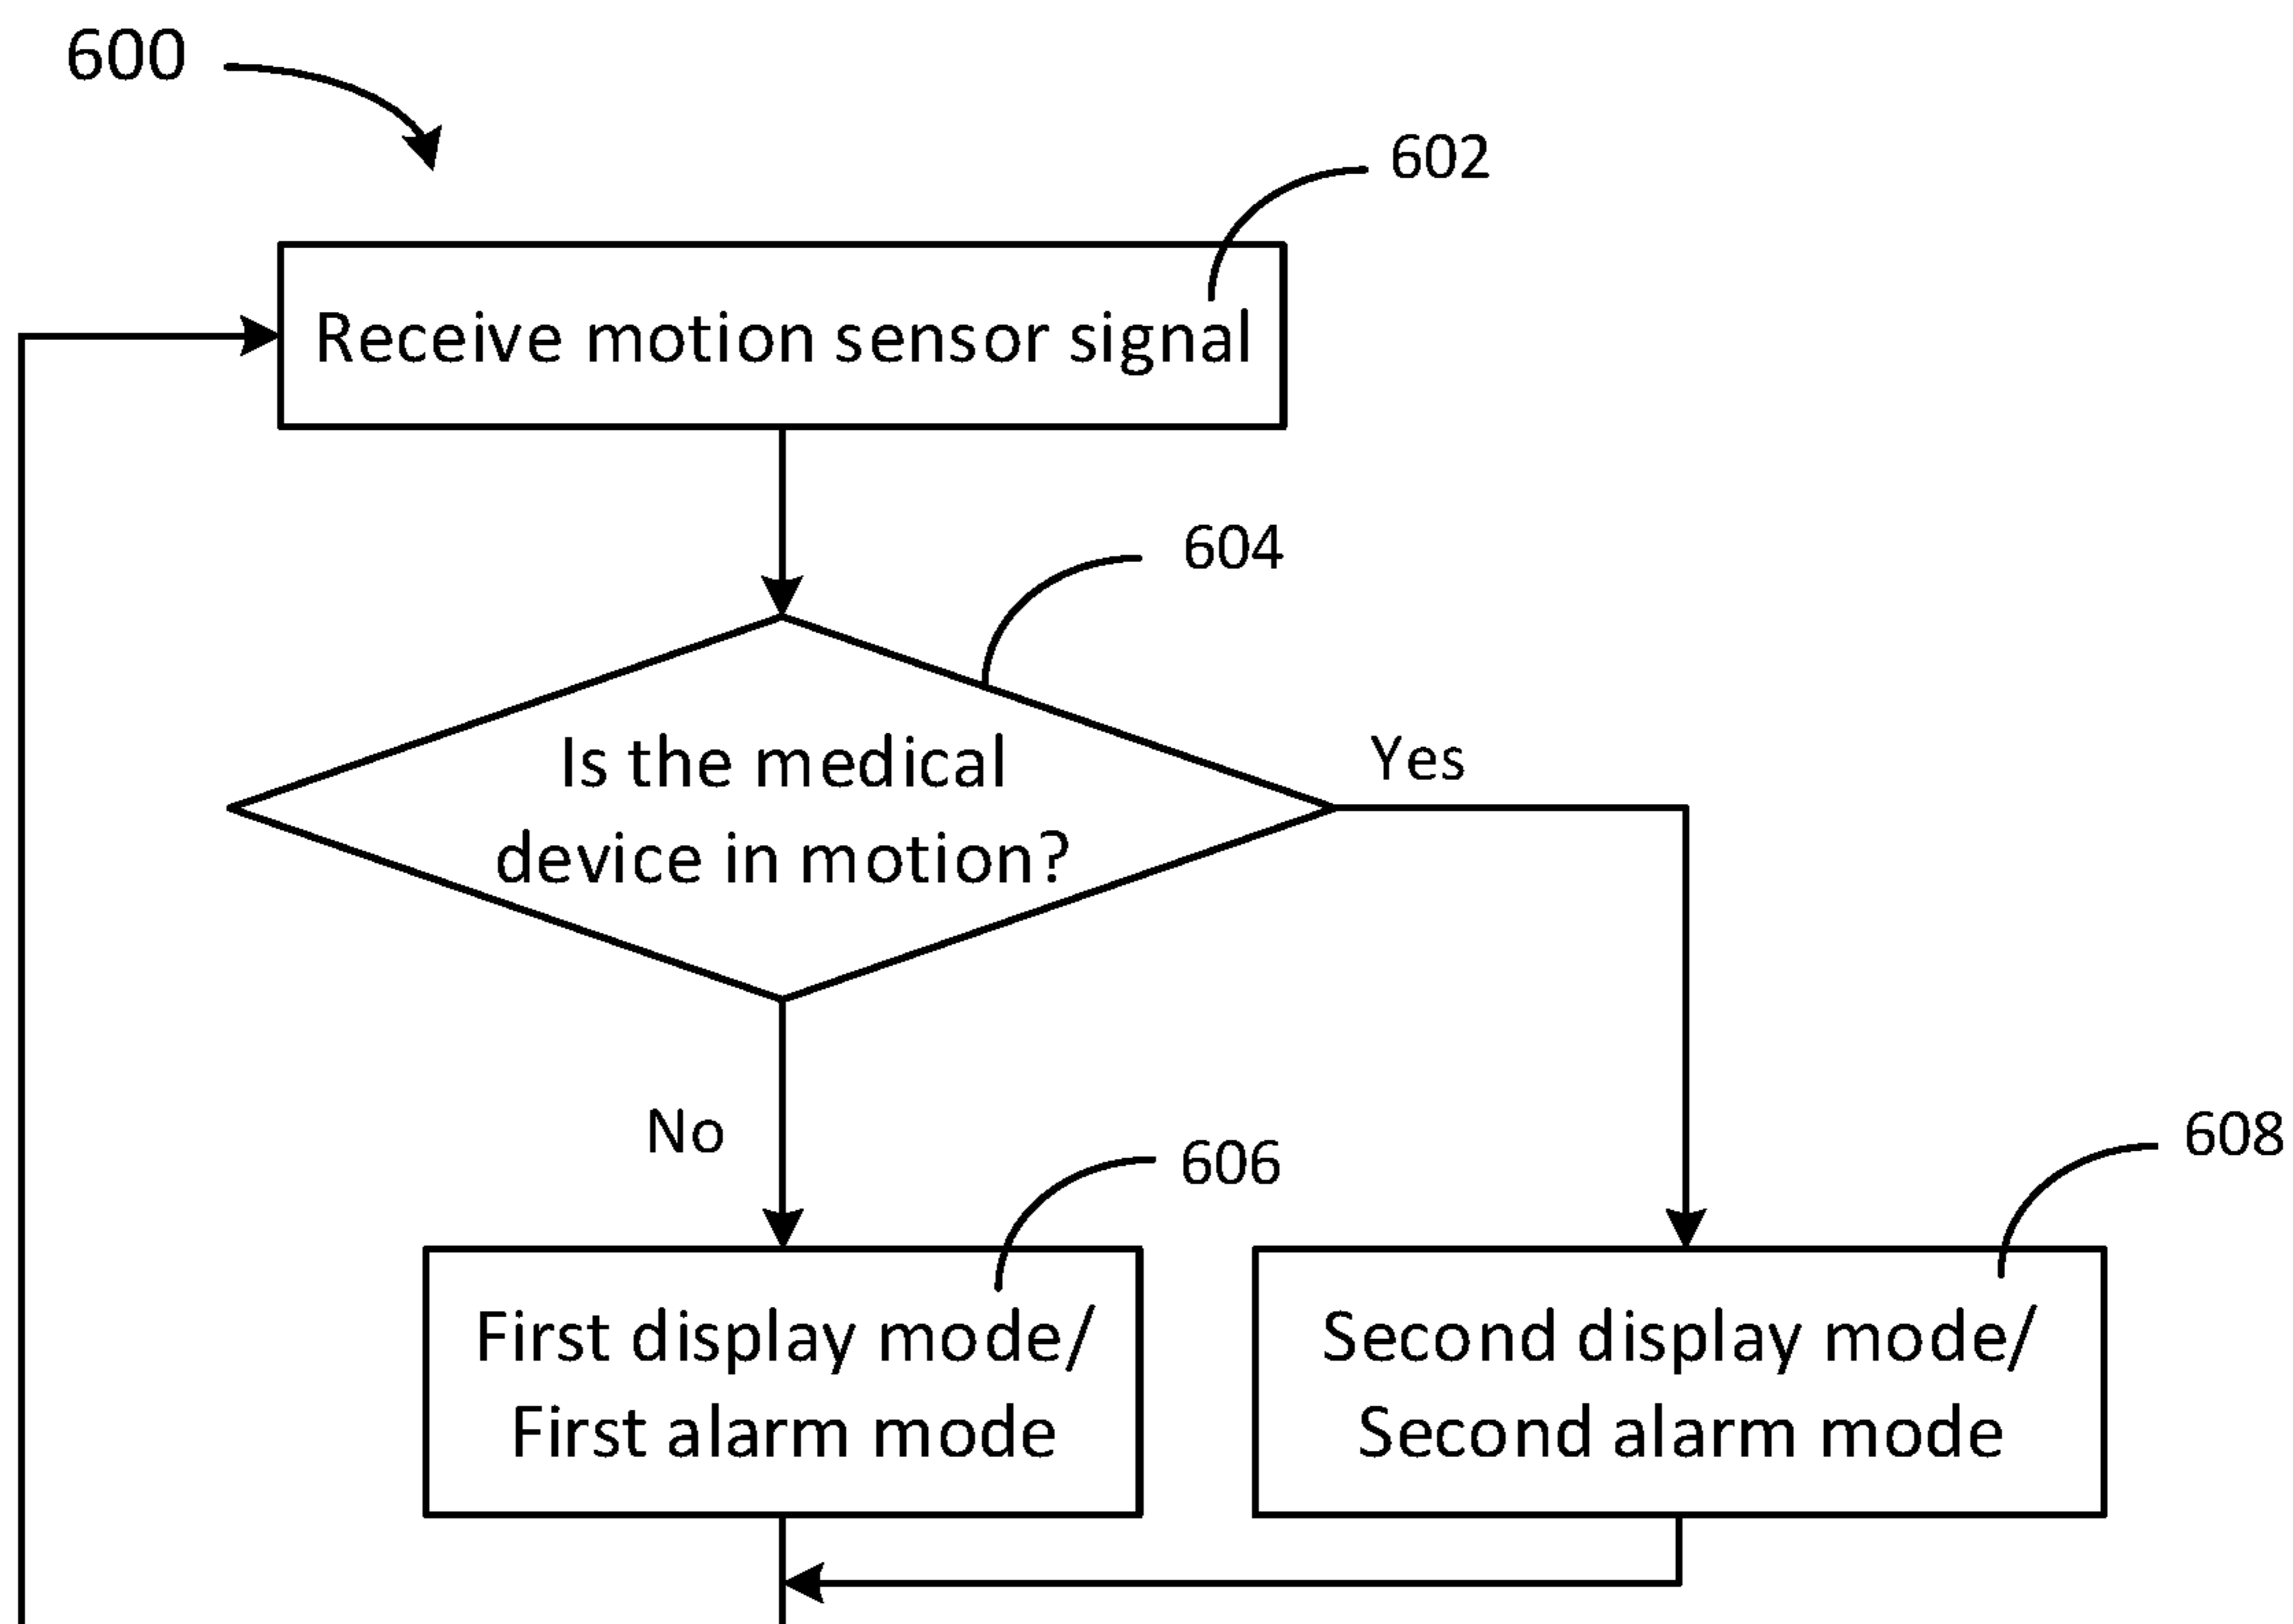 600
602
Receive motion sensor signal
604
Is the medical
device in motion?
Yes
No
606
608
First display mode/
First alarm mode
Second display mode/
Second alarm mode